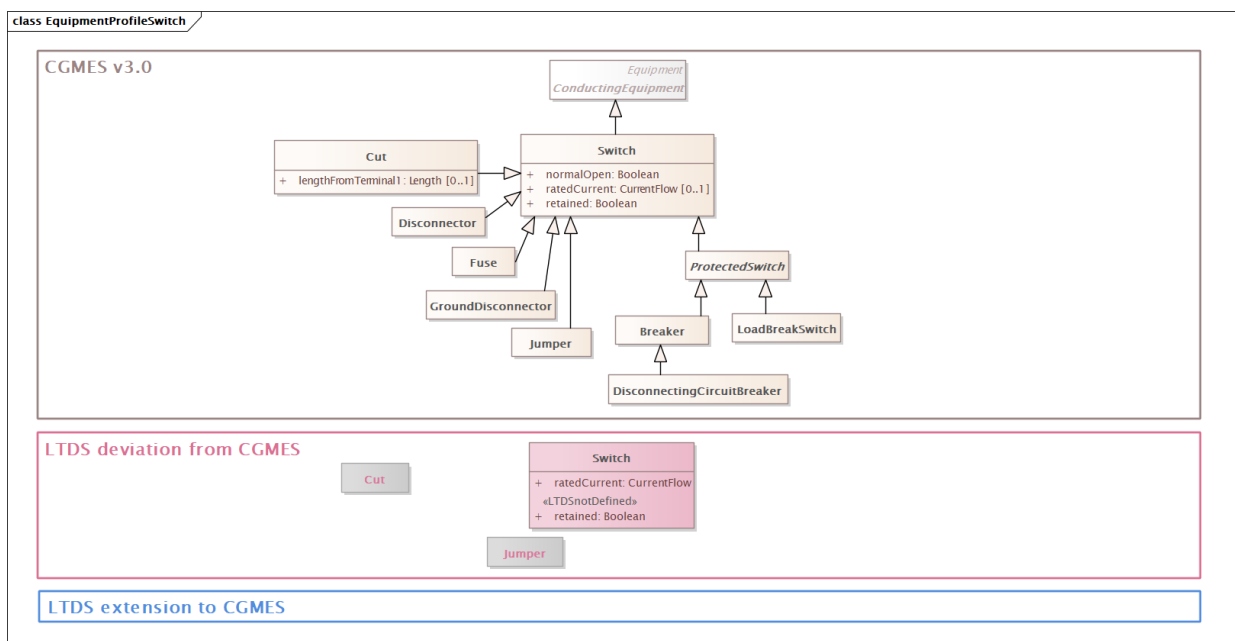 class EquipmentProfileSwitch
CGMES v3.0
Equipment
ConductingEquipment
Cut
+ lengthFromTerminal1: Length [0..1]
Switch
+ normalOpen: Boolean
+ ratedCurrent: CurrentFlow [0..1]
+ retained: Boolean
Disconnector
Fuse
ProtectedSwitch
GroundDisconnector
Jumper
Breaker
LoadBreakSwitch
DisconnectingCircuitBreaker
LTDS deviation from CGMES
Cut
Switch
+ ratedCurrent: CurrentFlow
«LTDSnotDefined»
+ retained: Boolean
Jumper
LTDS extension to CGMES